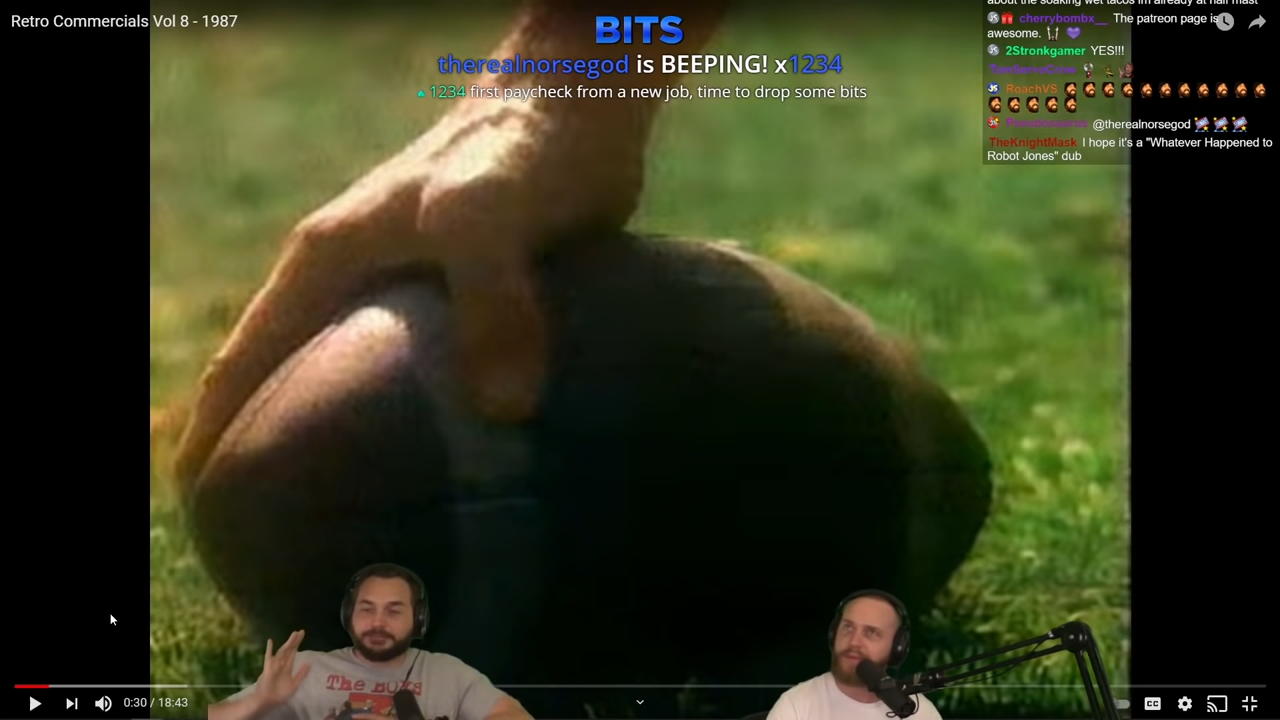 Retro Commercials Vol 8 - 1987
BITS
therealnorsegod is BEEPING! x1234
1234 first paycheck from a new job, time to drop some bits
about the soaking wet tacos im already at half mast
cherrybombx__ The patreon page is
awesome.
2Stronkgamer YES!!!
RoachVS
@therealnorsegod
TheKnightMask I hope it's a "Whatever Happened to
Robot Jones" dub
The BOYS
0:30 / 18:43
CC